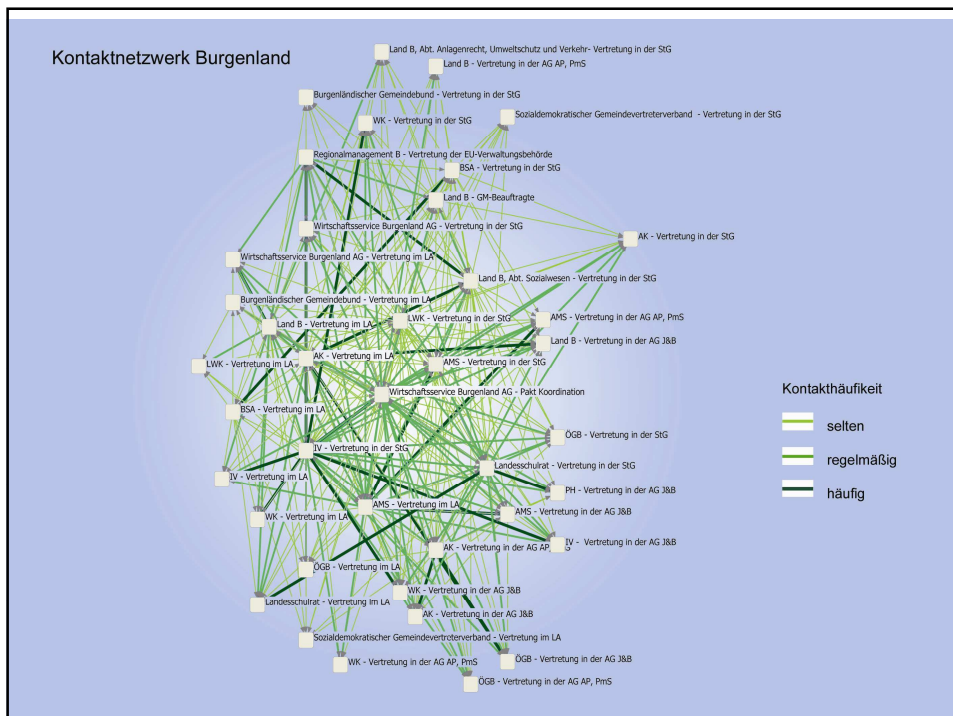 Kontaktnetzwerk Burgenland
Land B, Abt. Anlagenrecht, Umweltschutz und Verkehr- Vertretung in der StG
Land B - Vertretung in der AG AP, PmS
Burgenländischer Gemeindebund - Vertretung in der StG
WK - Vertretung in der StG
Sozialdemokratischer Gemeindevertreterverband - Vertretung in der StG
Regionalmanagement B - Vertretung der EU-Verwaltungsbehörde
BSA - Vertretung in der StG
Land B - GM-Beauftragte
Wirtschaftsservice Burgenland AG - Vertretung in der StG
AK - Vertretung in der StG
Wirtschaftsservice Burgenland AG - Vertretung im LA
Land B, Abt. Sozialwesen - Vertretung in der StG
Burgenländischer Gemeindebund - Vertretung im LA
LWK - Vertretung in der StG
AMS - Vertretung in der AG AP, PmS
Land B - Vertretung im LA
Land B - Vertretung in der AG J&B
AK - Vertretung im LA
AMS - Vertretung in der StG
LWK - Vertretung im LA
Wirtschaftsservice Burgenland AG - Pakt Koordination
Kontakthäufikeit
BSA - Vertretung im LA
selten
ÖGB - Vertretung in der StG
IV - Vertretung in der StG
regelmäßig
Landesschulrat - Vertretung in der StG
IV - Vertretung im LA
häufig
PH - Vertretung in der AG J&B
AMS - Vertretung im LA
AMS - Vertretung in der AG J&B
WK - Vertretung im LA
IV - Vertretung in der AG J&B
AK - Vertretung in der AG AP,
ÖGB - Vertretung im LA
WK - Vertretung in der AG J&B
Landesschulrat - Vertretung im LA
AK - Vertretung in der AG J&B
Sozialdemokratischer Gemeindevertreterverband - Vertretung im LA
WK - Vertretung in der AG AP, PmS
ÖGB - Vertretung in der AG J&B
ÖGB - Vertretung in der AG AP, PmS